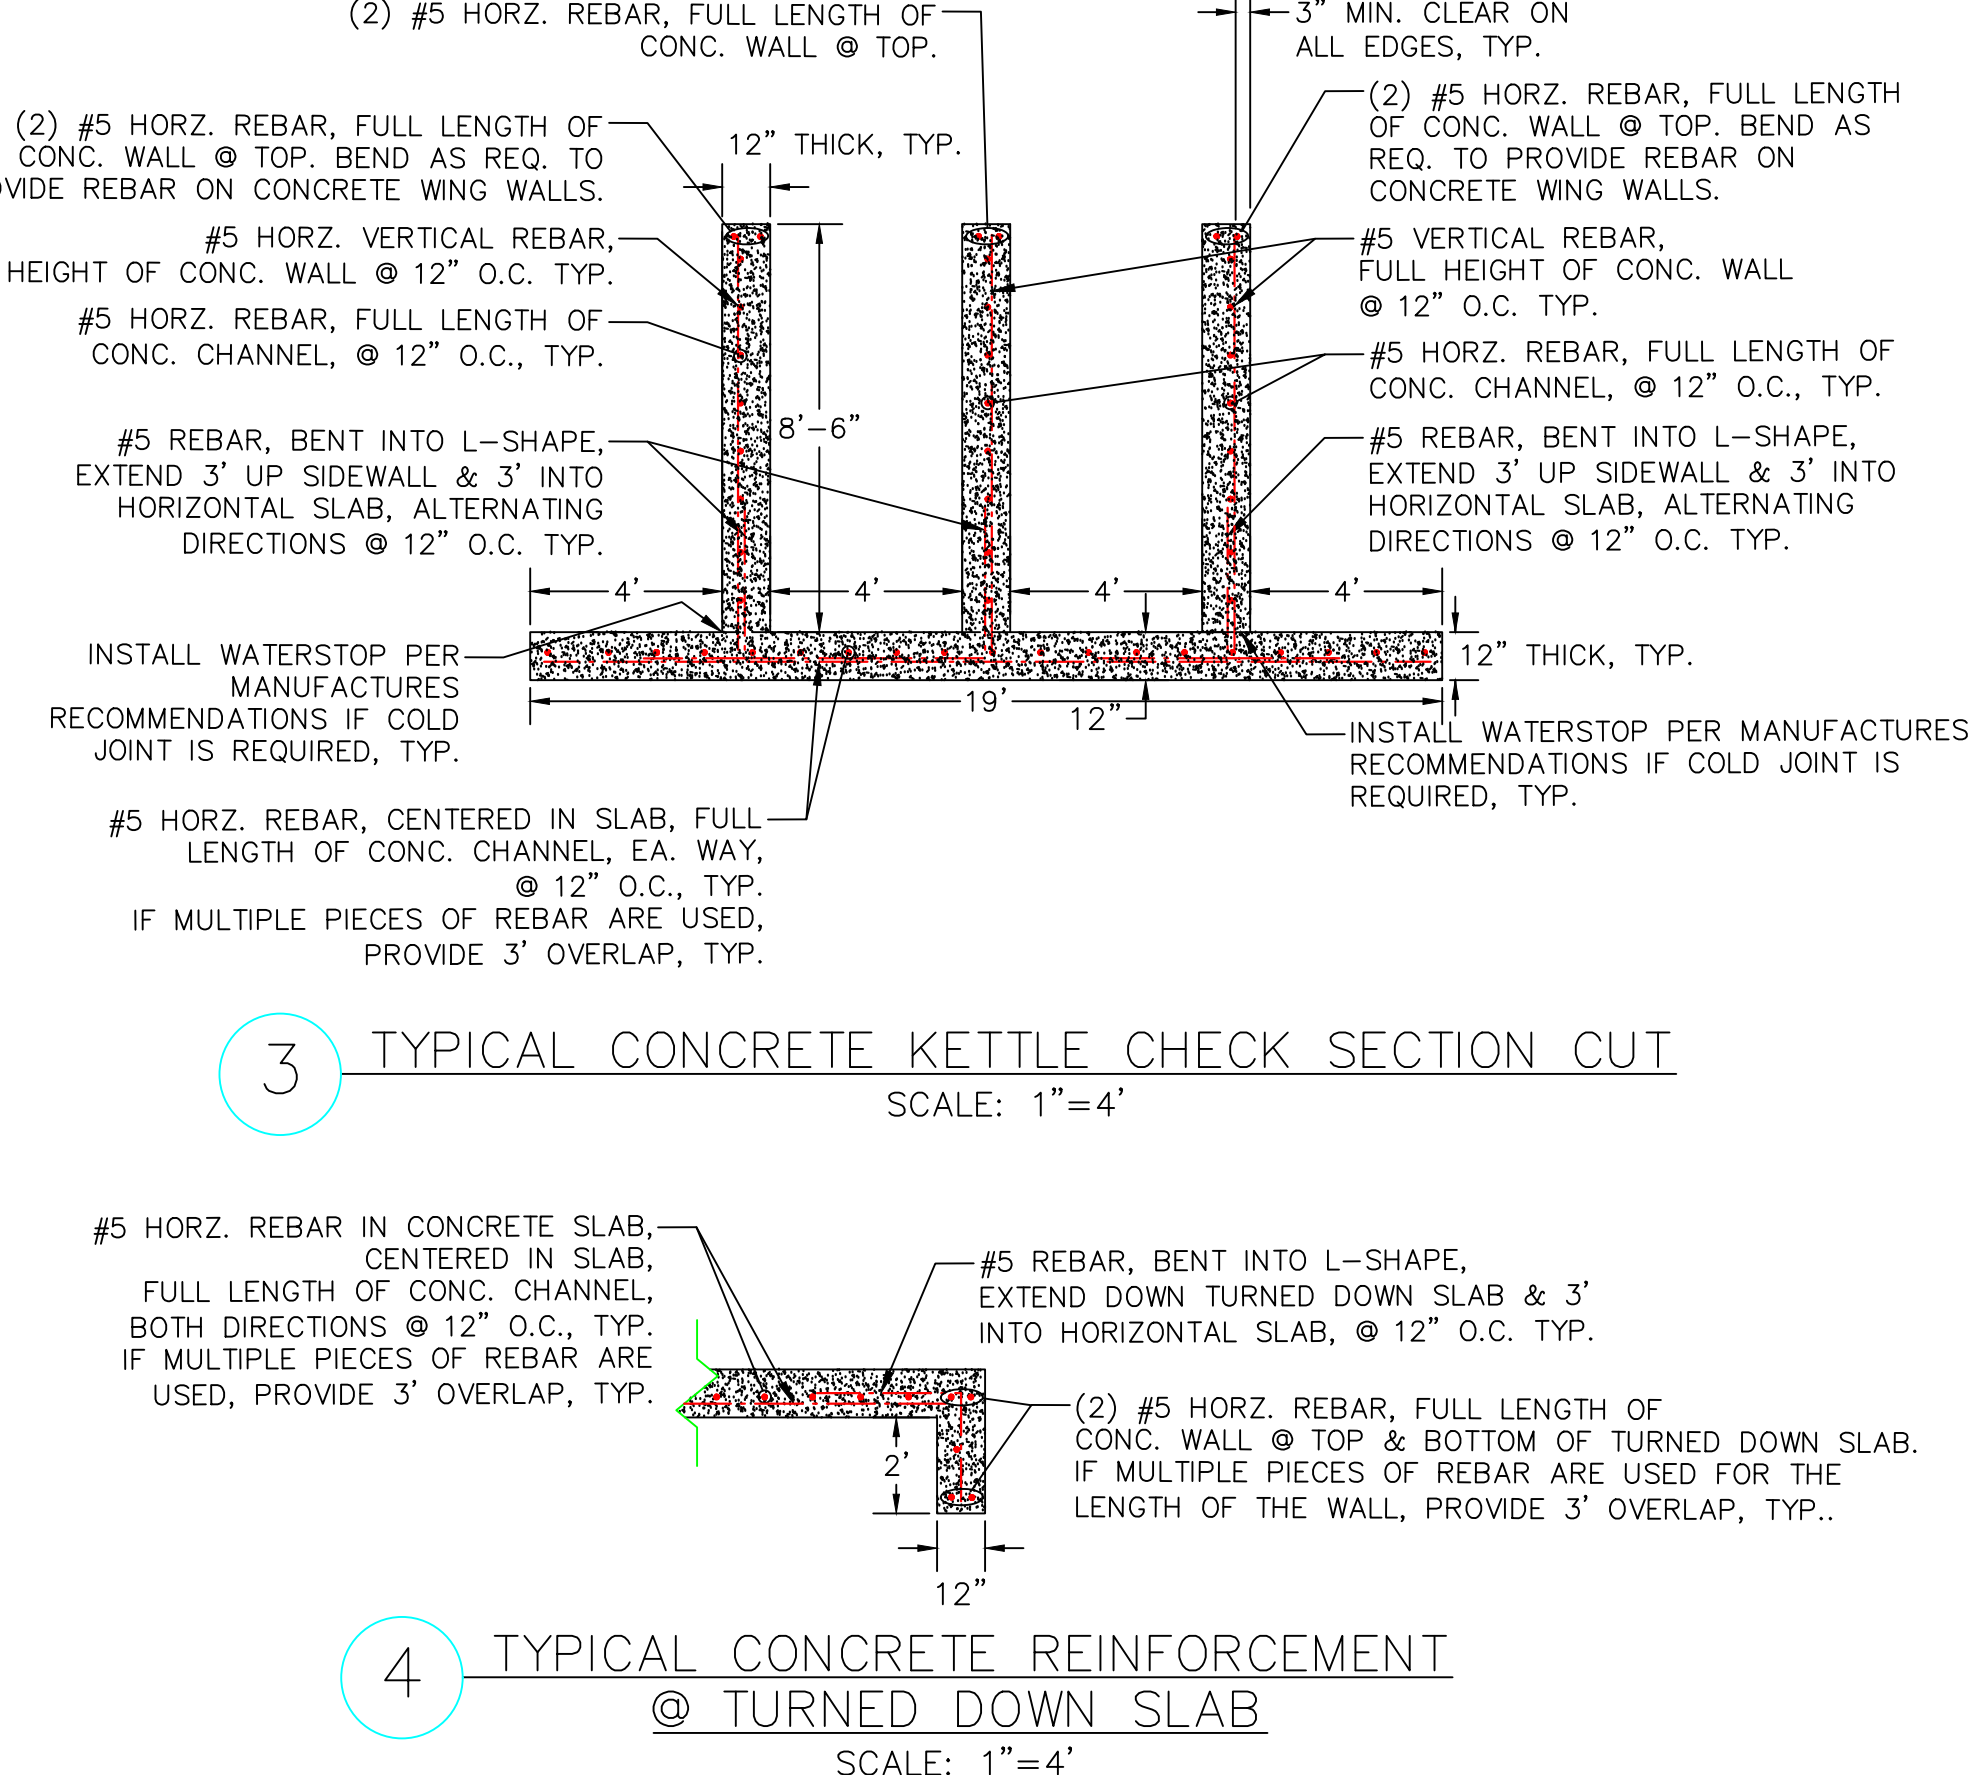 (2) #5 HORZ. REBAR, FULL LENGTH OF
CONC. WALL @ TOP.
3" MIN. CLEAR ON
ALL EDGES, TYP.
(2) #5 HORZ. REBAR, FULL LENGTH OF
CONC. WALL @ TOP. BEND AS REQ. TO
REBAR ON CONCRETE WING WALLS.
12" THICK, TYP.
(2) #5 HORZ. REBAR, FULL LENGTH
OF CONC. WALL @ TOP. BEND AS
REQ. TO PROVIDE REBAR ON
CONCRETE WING WALLS.
#5 HORZ. VERTICAL REBAR,
HEIGHT OF CONC. WALL @ 12" O.C. TYP.
#5 VERTICAL REBAR,
FULL HEIGHT OF CONC. WALL
@ 12" O.C. TYP.
#5 HORZ. REBAR, FULL LENGTH OF
CONC. CHANNEL, @ 12" O.C., TYP.
#5 HORZ. REBAR, FULL LENGTH OF
CONC. CHANNEL, @ 12" O.C., TYP.
8'-6"
#5 REBAR, BENT INTO L-SHAPE,
EXTEND 3' UP SIDEWALL & 3' INTO
HORIZONTAL SLAB, ALTERNATING
DIRECTIONS @ 12" O.C. TYP.
#5 REBAR, BENT INTO L-SHAPE,
EXTEND 3' UP SIDEWALL & 3' INTO
HORIZONTAL SLAB, ALTERNATING
DIRECTIONS @ 12" O.C. TYP.
4'
4'
4'
4'
INSTALL WATERSTOP PER
MANUFACTURES
RECOMMENDATIONS IF COLD
JOINT IS REQUIRED, TYP.
12" THICK, TYP.
19'
12"
INSTALL WATERSTOP PER MANUFACTURES
RECOMMENDATIONS IF COLD JOINT IS
REQUIRED, TYP.
#5 HORZ. REBAR, CENTERED IN SLAB, FULL
LENGTH OF CONC. CHANNEL, EA. WAY,
@ 12" O.C., TYP.
IF MULTIPLE PIECES OF REBAR ARE USED,
PROVIDE 3' OVERLAP, TYP.
3
TYPICAL CONCRETE KETTLE CHECK SECTION CUT
SCALE: 1"=4'
#5 HORZ. REBAR IN CONCRETE SLAB,
CENTERED IN SLAB,
FULL LENGTH OF CONC. CHANNEL,
BOTH DIRECTIONS @ 12" O.C., TYP.
IF MULTIPLE PIECES OF REBAR ARE
USED, PROVIDE 3' OVERLAP, TYP.
#5 REBAR, BENT INTO L-SHAPE,
EXTEND DOWN TURNED DOWN SLAB & 3'
INTO HORIZONTAL SLAB, @ 12" O.C. TYP.
(2) #5 HORZ. REBAR, FULL LENGTH OF
CONC. WALL @ TOP & BOTTOM OF TURNED DOWN SLAB.
IF MULTIPLE PIECES OF REBAR ARE USED FOR THE
LENGTH OF THE WALL, PROVIDE 3' OVERLAP, TYP..
2'
12"
4
TYPICAL CONCRETE REINFORCEMENT
@ TURNED DOWN SLAB
SCALE: 1"=4'